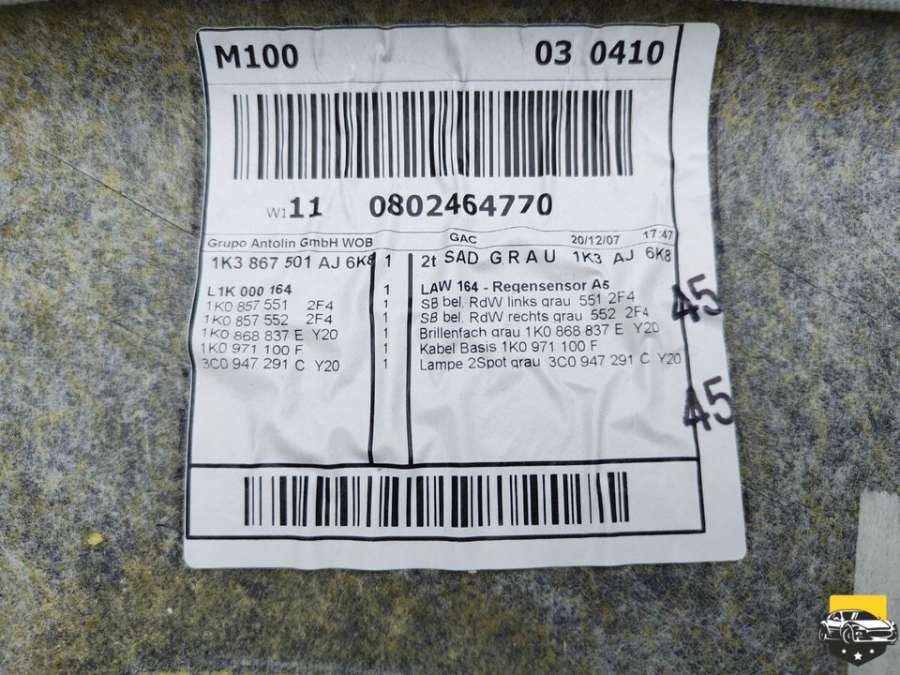 M100 03 0410
W1 11 0802464770
Grupo Antolin GmbH WOB GAC 20/12/07 17:47
1K3 867 501 AJ 6K8 1 2t SAD GRAU 1K3 AJ 6K8
L1K 000 164 1 LAW 164 - Regensensor A5
1K0 857 551 2F4 1 SB bel. RdW links grau 551 2F4
1K0 857 552 2F4 1 SB bel. RdW rechts grau 552 2F4
1K0 868 837 E Y20 1 Brillenfach grau 1K0 868 837 E Y20
1K0 971 100 F 1 Kabel Basis 1K0 971 100 F
3C0 947 291 C Y20 1 Lampe 2Spot grau 3C0 947 291 C Y20
45
45